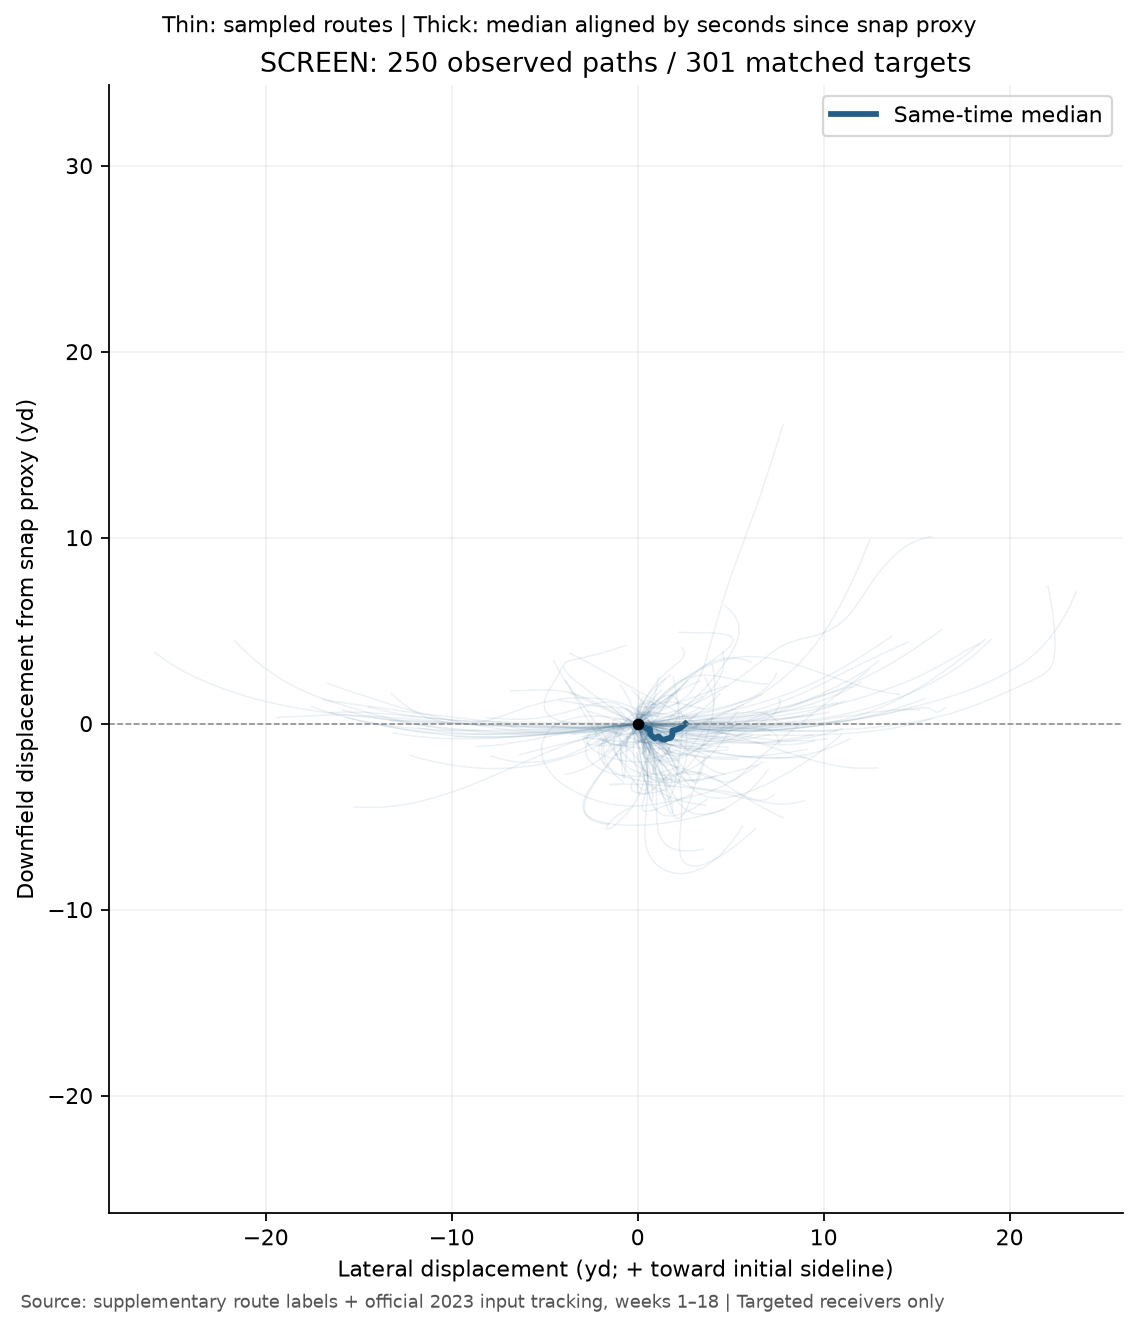 Thin: sampled routes | Thick: median aligned by seconds since snap proxy
SCREEN: 250 observed paths / 301 matched targets
Same-time median
30
20
10
0
−10
−20
Downfield displacement from snap proxy (yd)
−20
−10
0
10
20
Lateral displacement (yd; + toward initial sideline)
Source: supplementary route labels + official 2023 input tracking, weeks 1–18 | Targeted receivers only